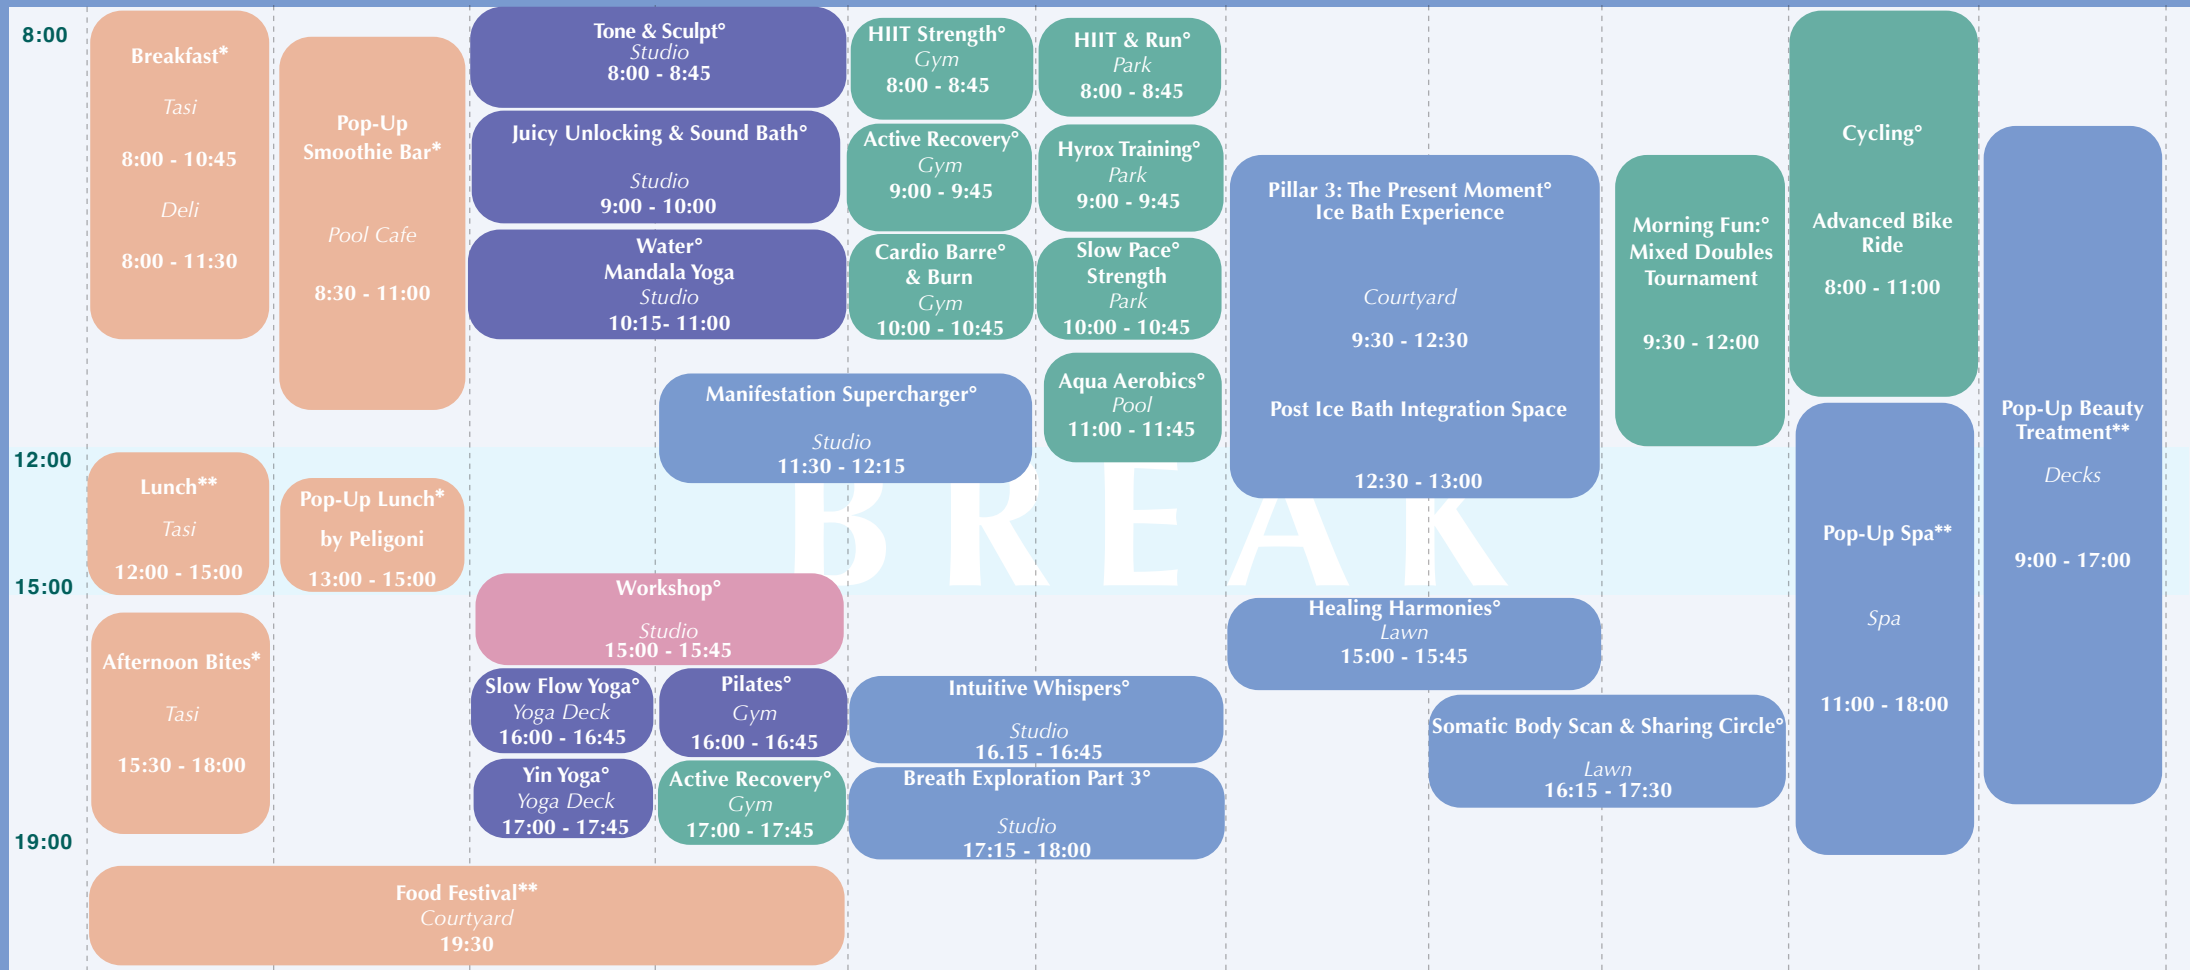 8:00
Breakfast*
Tasi
8:00 - 10:45
Deli
8:00 - 11:30
Pop-Up
Smoothie Bar*
Pool Cafe
8:30 - 11:00
Tone & Sculpt°
Studio
8:00 - 8:45
Juicy Unlocking & Sound Bath°
Studio
9:00 - 10:00
Water°
Mandala Yoga
Studio
10:15- 11:00
HIIT Strength°
Gym
8:00 - 8:45
Active Recovery°
Gym
9:00 - 9:45
Cardio Barre°
& Burn
Gym
10:00 - 10:45
HIIT & Run°
Park
8:00 - 8:45
Hyrox Training°
Park
9:00 - 9:45
Slow Pace°
Strength
Park
10:00 - 10:45
Aqua Aerobics°
Pool
11:00 - 11:45
Manifestation Supercharger°
Studio
11:30 - 12:15
Pillar 3: The Present Moment°
Ice Bath Experience
Courtyard
9:30 - 12:30
Post Ice Bath Integration Space
12:30 - 13:00
Morning Fun:°
Mixed Doubles
Tournament
9:30 - 12:00
Cycling°
Advanced Bike
Ride
8:00 - 11:00
Pop-Up Beauty
Treatment**
Decks
9:00 - 17:00
12:00
BREAK
Lunch**
Tasi
12:00 - 15:00
Pop-Up Lunch*
by Peligoni
13:00 - 15:00
Pop-Up Spa**
Spa
11:00 - 18:00
15:00
Afternoon Bites*
Tasi
15:30 - 18:00
Workshop°
Studio
15:00 - 15:45
Slow Flow Yoga°
Yoga Deck
16:00 - 16:45
Pilates°
Gym
16:00 - 16:45
Yin Yoga°
Yoga Deck
17:00 - 17:45
Active Recovery°
Gym
17:00 - 17:45
Intuitive Whispers°
Studio
16.15 - 16:45
Breath Exploration Part 3°
Studio
17:15 - 18:00
Healing Harmonies°
Lawn
15:00 - 15:45
Somatic Body Scan & Sharing Circle°
Lawn
16:15 - 17:30
19:00
Food Festival**
Courtyard
19:30